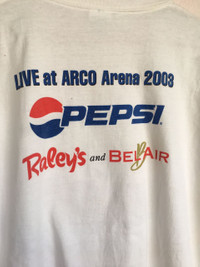 LIVE at ARCO Arena 2003
PEPSI
Raley's and BELAIR